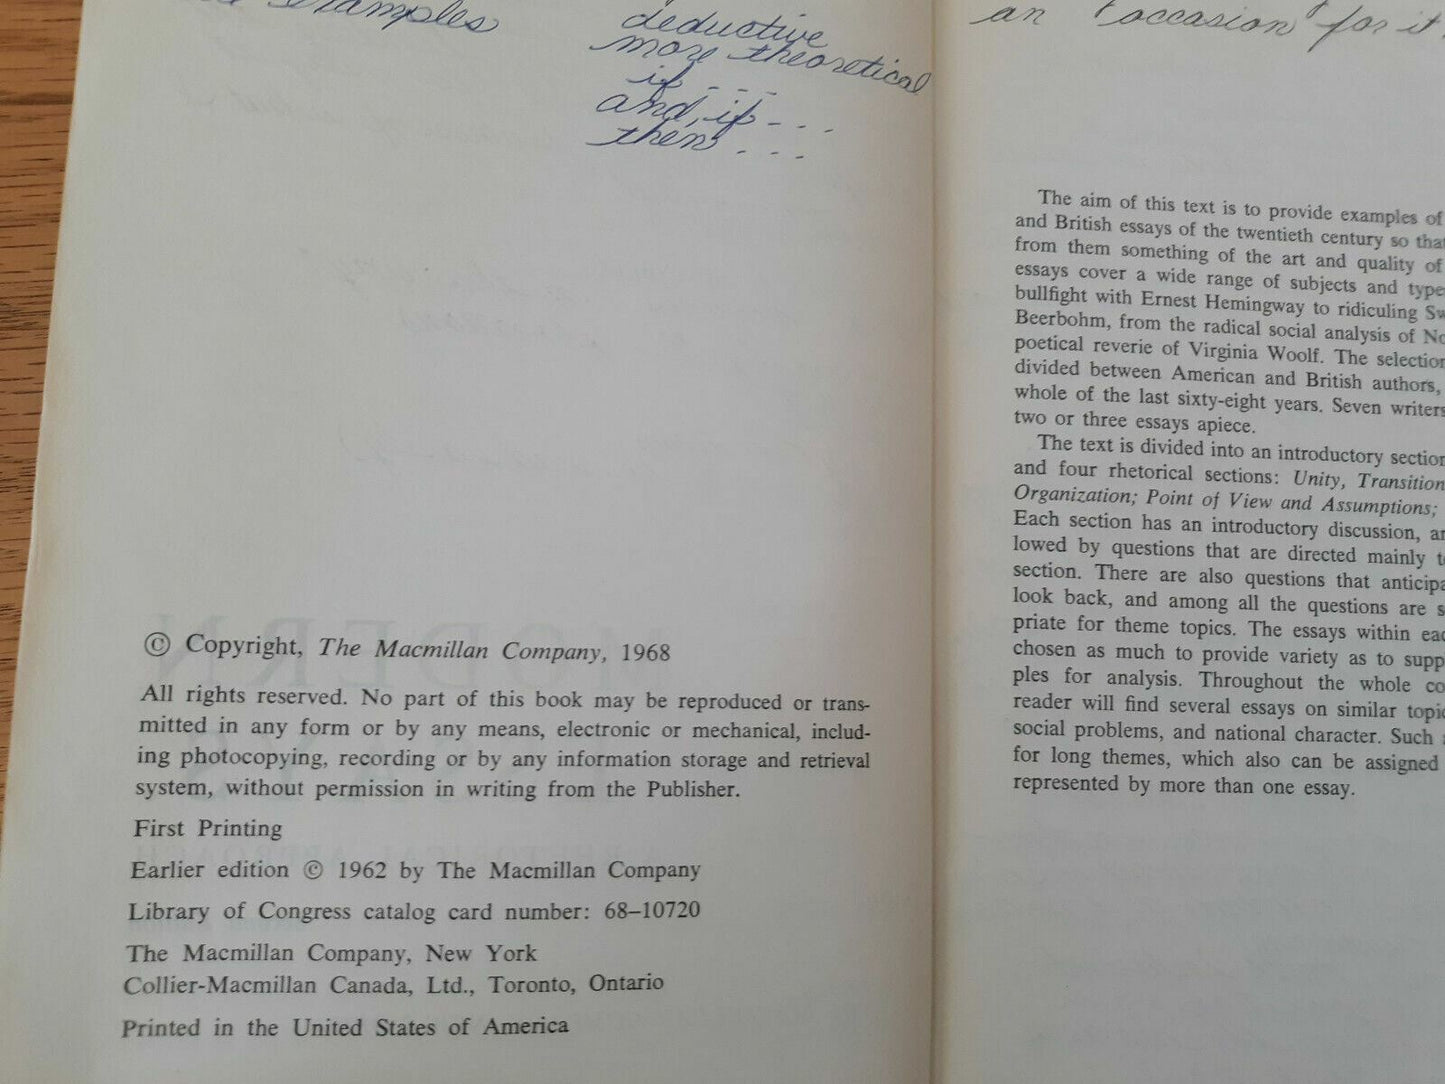 examples
deductive
more theoretical
if - - -
and, if - - -
then - - -
© Copyright, The Macmillan Company, 1968
All rights reserved. No part of this book may be reproduced or trans-
mitted in any form or by any means, electronic or mechanical, includ-
ing photocopying, recording or by any information storage and retrieval
system, without permission in writing from the Publisher.
First Printing
Earlier edition © 1962 by The Macmillan Company
Library of Congress catalog card number: 68–10720
The Macmillan Company, New York
Collier-Macmillan Canada, Ltd., Toronto, Ontario
Printed in the United States of America
an "occasion" for it
The aim of this text is to provide examples of
and British essays of the twentieth century so that
from them something of the art and quality of
essays cover a wide range of subjects and type
bullfight with Ernest Hemingway to ridiculing Sw
Beerbohm, from the radical social analysis of No
poetical reverie of Virginia Woolf. The selection
divided between American and British authors,
whole of the last sixty-eight years. Seven writers
two or three essays apiece.
The text is divided into an introductory section
and four rhetorical sections: Unity, Transition
Organization; Point of View and Assumptions;
Each section has an introductory discussion, an
lowed by questions that are directed mainly to
section. There are also questions that anticipa
look back, and among all the questions are s
priate for theme topics. The essays within eac
chosen as much to provide variety as to supp
ples for analysis. Throughout the whole co
reader will find several essays on similar topic
social problems, and national character. Such
for long themes, which also can be assigned
represented by more than one essay.